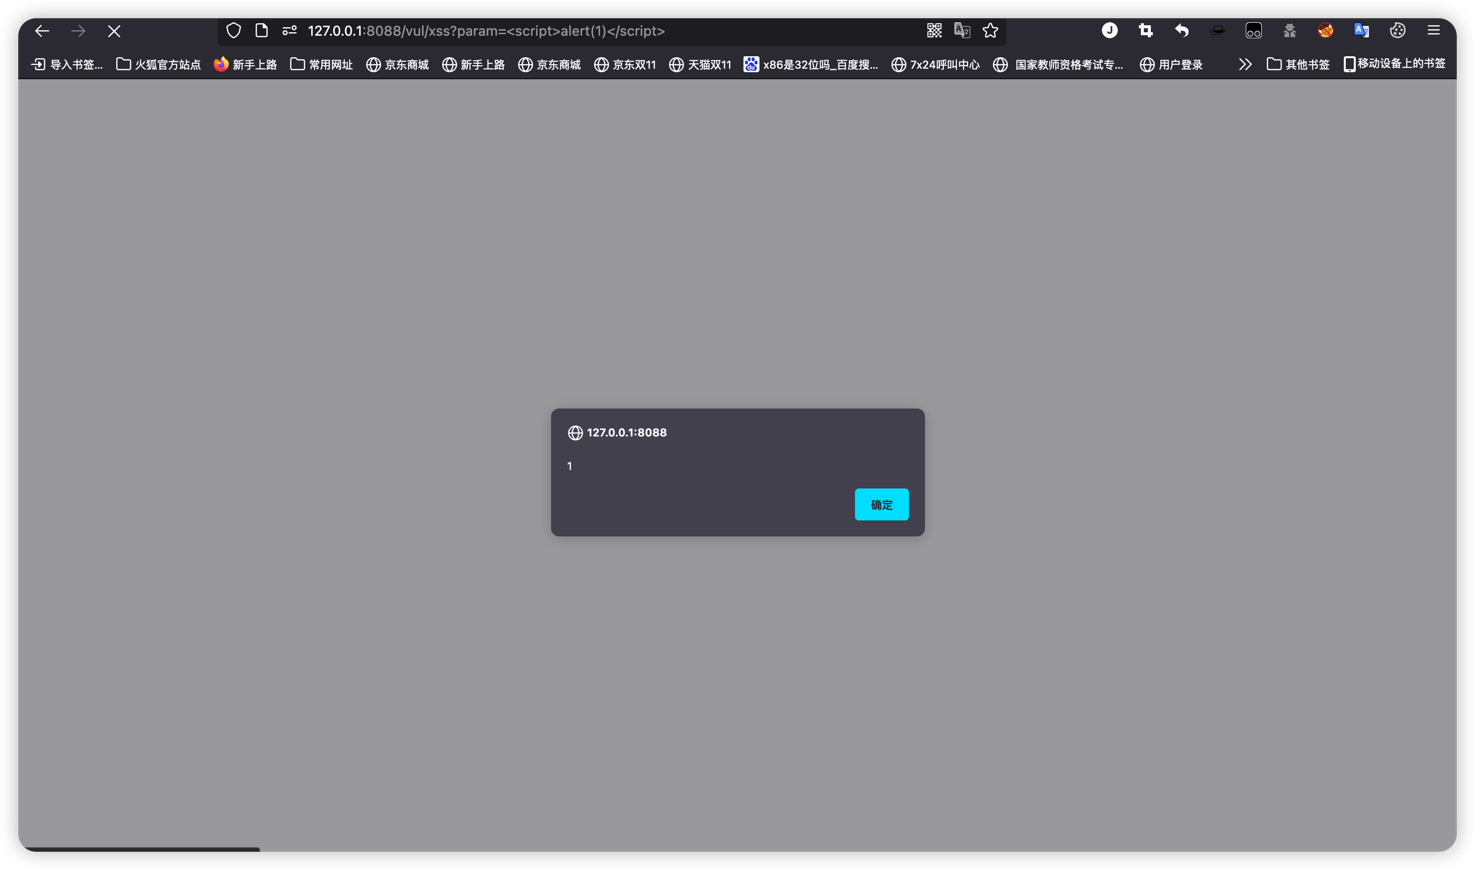 127.0.0.1:8088/vul/xss?param=<script>alert(1)</script>
导入书签... 火狐官方站点 新手上路 常用网址 京东商城 新手上路 京东商城 京东双11 天猫双11 x86是32位吗_百度搜... 7x24呼叫中心 国家教师资格考试专... 用户登录 其他书签 移动设备上的书签
127.0.0.1:8088
1
确定